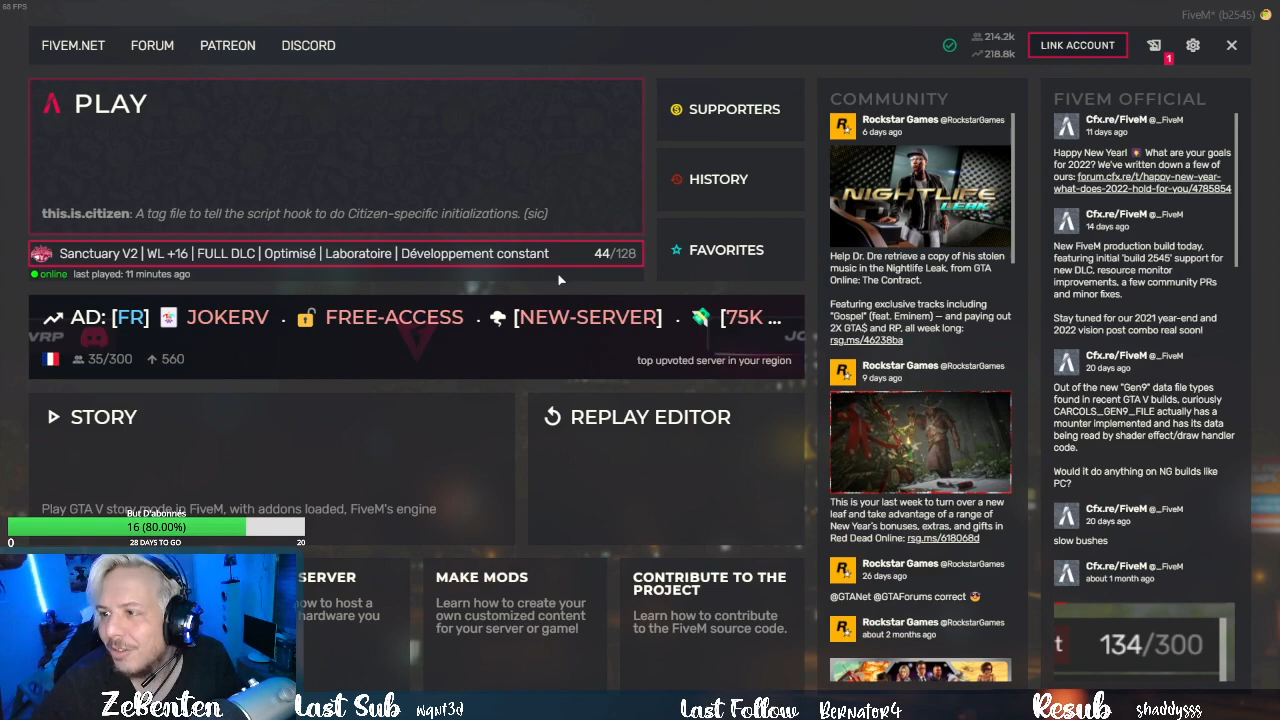 68 FPS
FiveM* (b2545)
FIVEM.NET
FORUM
PATREON
DISCORD
214.2k
218.8k
LINK ACCOUNT
1
PLAY
this.is.citizen: A tag file to tell the script hook to do Citizen-specific initializations. (sic)
Sanctuary V2 | WL +16 | FULL DLC | Optimisé | Laboratoire | Développement constant
44/128
online
last played: 11 minutes ago
SUPPORTERS
HISTORY
FAVORITES
AD: [FR] 🃏 JOKERV . 🔓 FREE-ACCESS . 🌩 [NEW-SERVER] . 💸 [75K ...
VRP
35/300
560
top upvoted server in your region
STORY
Play GTA V story mode in FiveM, with addons loaded, FiveM's engine
REPLAY EDITOR
But D'abonnés
16 (80.00%)
0
28 DAYS TO GO
20
SERVER
how to host a
hardware you
MAKE MODS
Learn how to create your
own customized content
for your server or game!
CONTRIBUTE TO THE
PROJECT
Learn how to contribute
to the FiveM source code.
COMMUNITY
Rockstar Games @RockstarGames
6 days ago
NIGHTLIFE
LEAK
Help Dr. Dre retrieve a copy of his stolen
music in the Nightlife Leak, from GTA
Online: The Contract.
Featuring exclusive tracks including
"Gospel" (feat. Eminem) — and paying out
2X GTA$ and RP, all week long:
rsg.ms/46238ba
Rockstar Games @RockstarGames
9 days ago
This is your last week to turn over a new
leaf and take advantage of a range of
New Year's bonuses, extras, and gifts in
Red Dead Online: rsg.ms/618068d
Rockstar Games @RockstarGames
26 days ago
@GTANet @GTAForums correct 🤠
Rockstar Games @RockstarGames
about 2 months ago
FIVEM OFFICIAL
Cfx.re/FiveM @_FiveM
11 days ago
Happy New Year! 🎆 What are your goals
for 2022? We've written down a few of
ours: forum.cfx.re/t/happy-new-year-
what-does-2022-hold-for-you/4785854
Cfx.re/FiveM @_FiveM
14 days ago
New FiveM production build today,
featuring initial 'build 2545' support for
new DLC, resource monitor
improvements, a few community PRs
and minor fixes.
Stay tuned for our 2021 year-end and
2022 vision post combo real soon!
Cfx.re/FiveM @_FiveM
20 days ago
Out of the new "Gen9" data file types
found in recent GTA V builds, curiously
CARCOLS_GEN9_FILE actually has a
mounter implemented and has its data
being read by shader effect/draw handler
code.
Would it do anything on NG builds like
PC?
Cfx.re/FiveM @_FiveM
20 days ago
slow bushes
Cfx.re/FiveM @_FiveM
about 1 month ago
t 134/300
ZeBenten
Last Sub
want3d
Last Follow
Bernator4
Resub
shaddysss